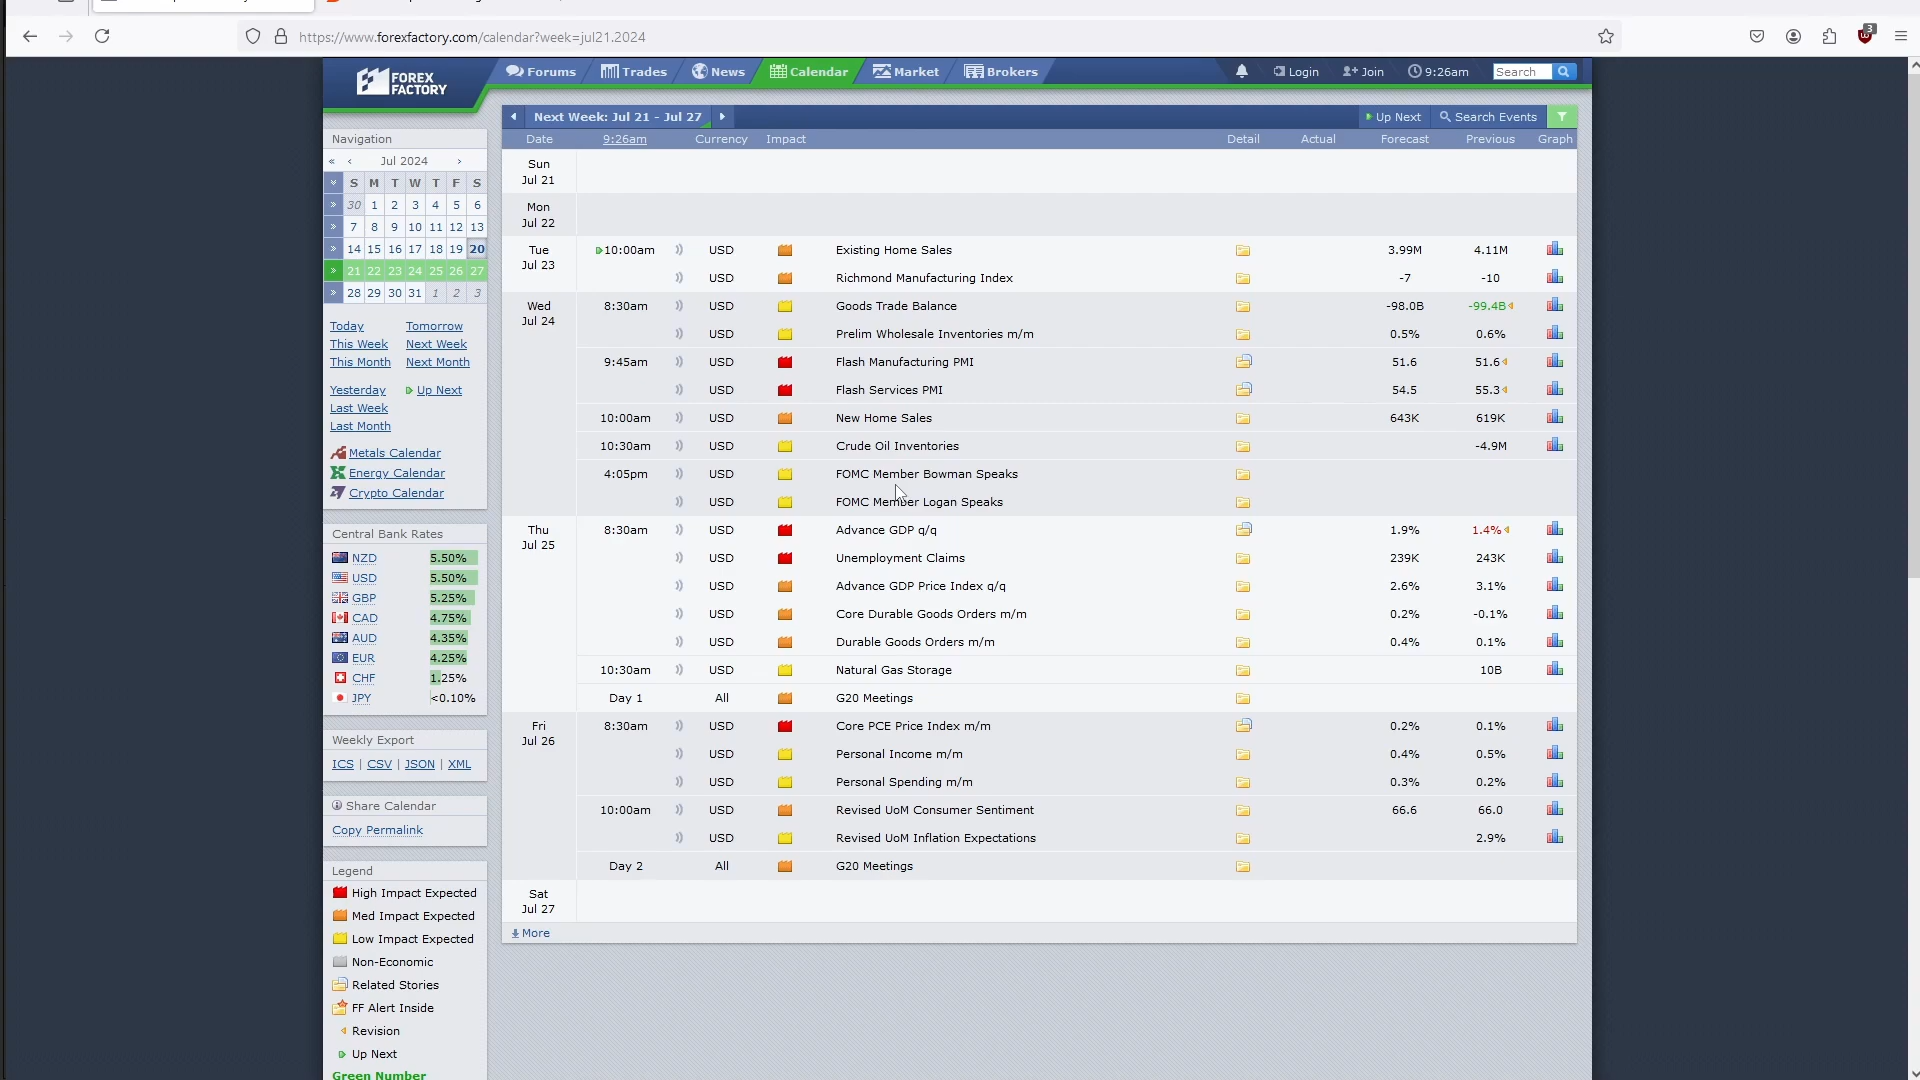 https://www.forexfactory.com/calendar?week=jul21.2024
3
FOREX FACTORY
Forums Trades News Calendar Market Brokers Login Join 9:26am Search
Navigation
« ‹ Jul 2024 ›
S M T W T F S
30 1 2 3 4 5 6
7 8 9 10 11 12 13
14 15 16 17 18 19 20
21 22 23 24 25 26 27
28 29 30 31 1 2 3
Today Tomorrow
This Week Next Week
This Month Next Month
Yesterday Up Next
Last Week
Last Month
Metals Calendar
Energy Calendar
Crypto Calendar
Central Bank Rates
NZD 5.50%
USD 5.50%
GBP 5.25%
CAD 4.75%
AUD 4.35%
EUR 4.25%
CHF 1.25%
JPY <0.10%
Weekly Export
ICS | CSV | JSON | XML
Share Calendar
Copy Permalink
Legend
High Impact Expected
Med Impact Expected
Low Impact Expected
Non-Economic
Related Stories
FF Alert Inside
Revision
Up Next
Green Number
Next Week: Jul 21 - Jul 27 Up Next Search Events
Date 9:26am Currency Impact Detail Actual Forecast Previous Graph
Sun
Jul 21
Mon
Jul 22
Tue 10:00am USD Existing Home Sales 3.99M 4.11M
Jul 23
USD Richmond Manufacturing Index -7 -10
Wed 8:30am USD Goods Trade Balance -98.0B -99.4B
Jul 24
USD Prelim Wholesale Inventories m/m 0.5% 0.6%
9:45am USD Flash Manufacturing PMI 51.6 51.6
USD Flash Services PMI 54.5 55.3
10:00am USD New Home Sales 643K 619K
10:30am USD Crude Oil Inventories -4.9M
4:05pm USD FOMC Member Bowman Speaks
USD FOMC Member Logan Speaks
Thu 8:30am USD Advance GDP q/q 1.9% 1.4%
Jul 25
USD Unemployment Claims 239K 243K
USD Advance GDP Price Index q/q 2.6% 3.1%
USD Core Durable Goods Orders m/m 0.2% -0.1%
USD Durable Goods Orders m/m 0.4% 0.1%
10:30am USD Natural Gas Storage 10B
Day 1 All G20 Meetings
Fri 8:30am USD Core PCE Price Index m/m 0.2% 0.1%
Jul 26
USD Personal Income m/m 0.4% 0.5%
USD Personal Spending m/m 0.3% 0.2%
10:00am USD Revised UoM Consumer Sentiment 66.6 66.0
USD Revised UoM Inflation Expectations 2.9%
Day 2 All G20 Meetings
Sat
Jul 27
More